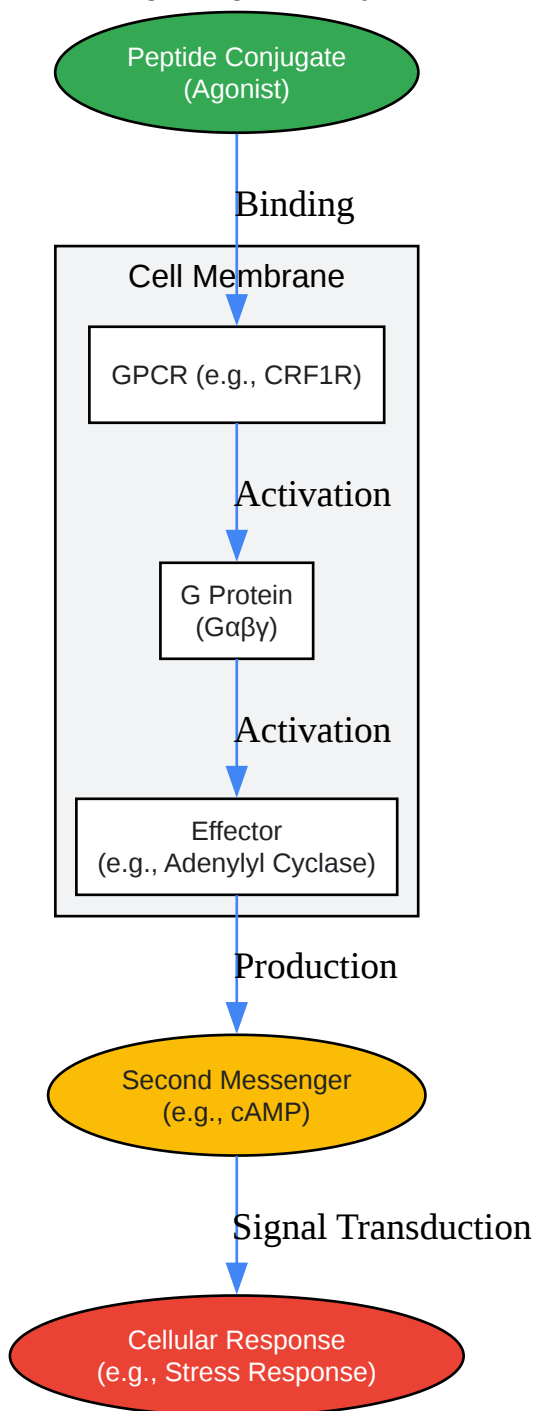 Peptide Conjugate
(Agonist)
Binding
Cell Membrane
GPCR (e.g., CRF1R)
Activation
G Protein
(Gαβγ)
Activation
Effector
(e.g., Adenylyl Cyclase)
Production
Second Messenger
(e.g., cAMP)
Signal Transduction
Cellular Response
(e.g., Stress Response)